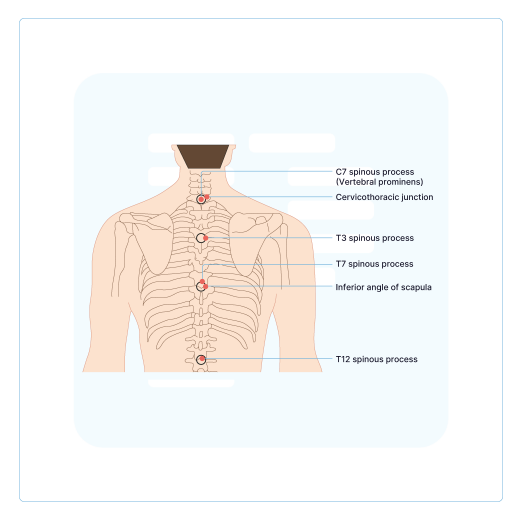 C7 spinous process
(Vertebral prominens)
Cervicothoracic junction
T3 spinous process
T7 spinous process
Inferior angle of scapula
T12 spinous process